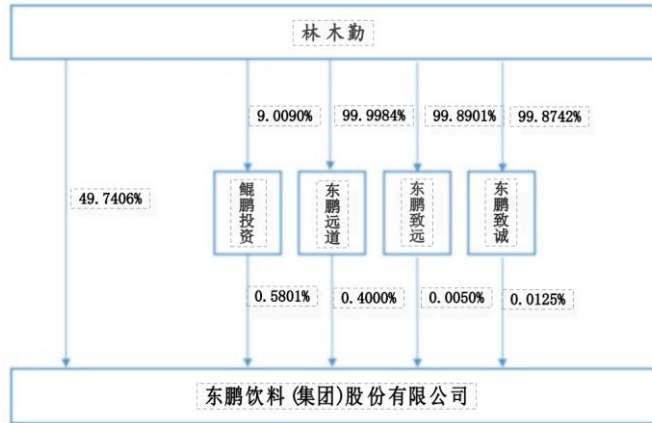 林木勤
9.0090%
99.9984%
99.8901%
99.8742%
49.7406%
鲲鹏投资
东鹏远道
东鹏致远
东鹏致诚
0.5801%
0.4000%
0.0050%
0.0125%
东鹏饮料(集团)股份有限公司